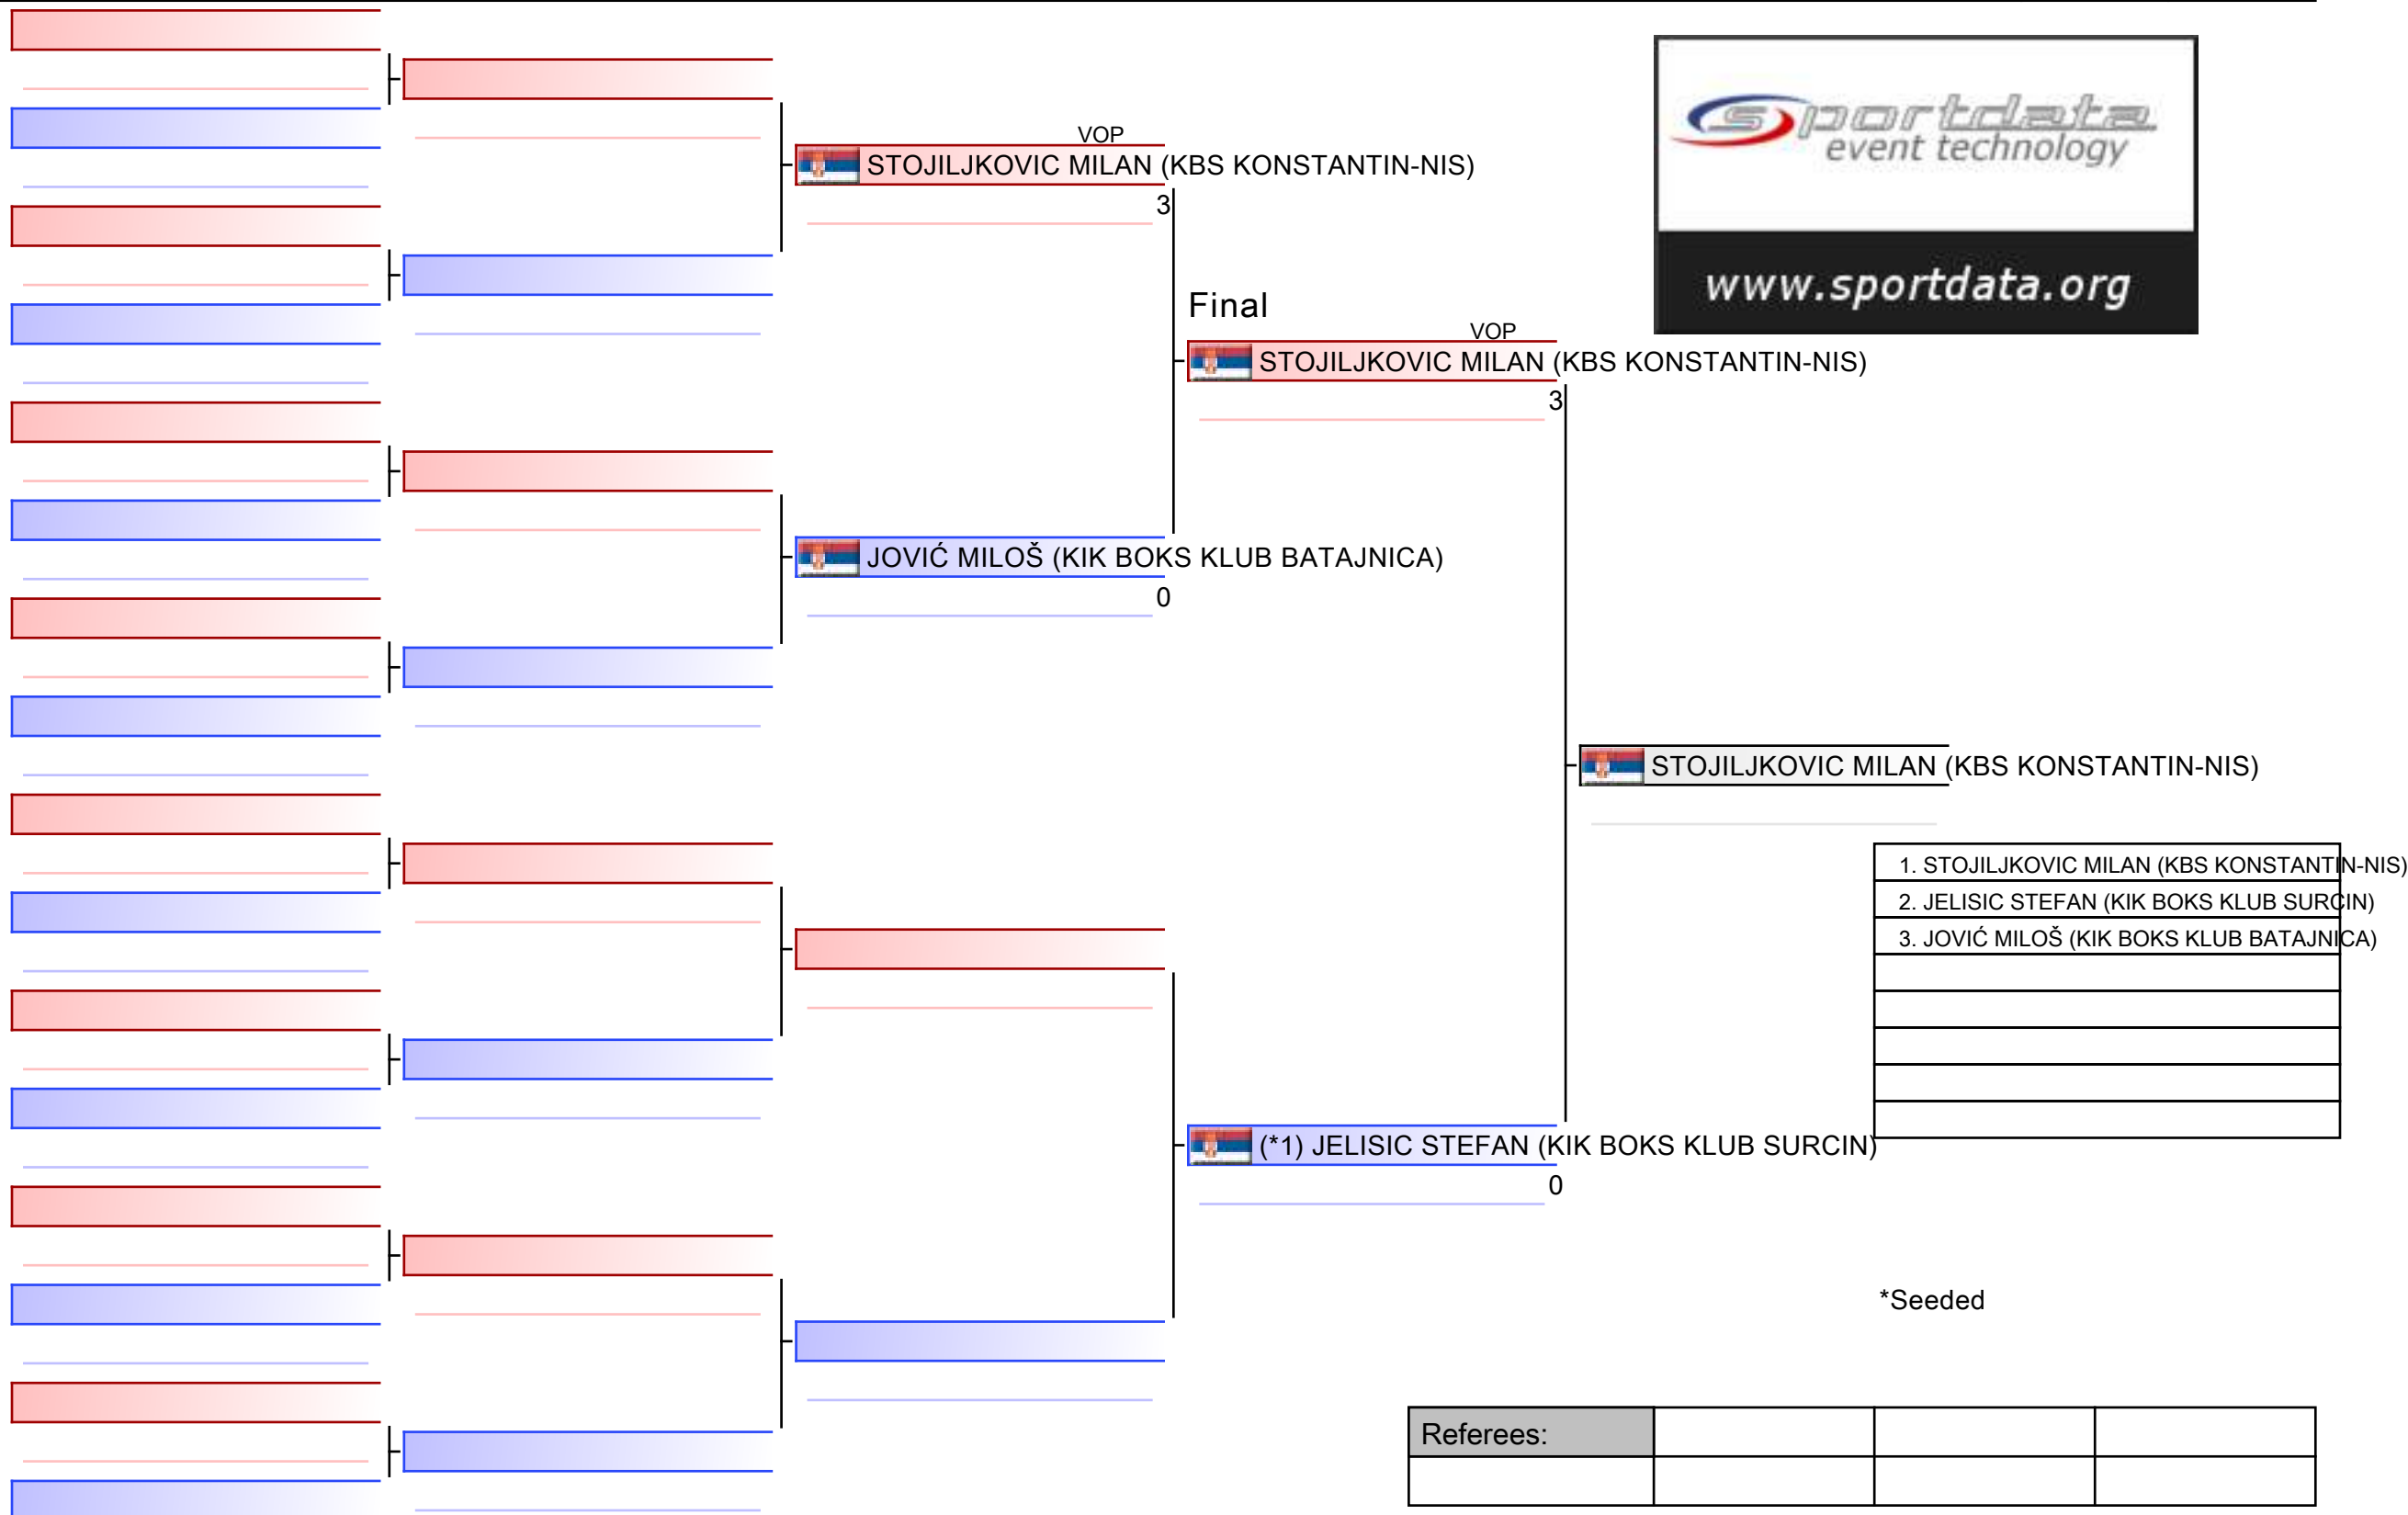 sportdata
event technology
www.sportdata.org
VOP
STOJILJKOVIC MILAN (KBS KONSTANTIN-NIS)
3
Final
VOP
STOJILJKOVIC MILAN (KBS KONSTANTIN-NIS)
3
JOVIĆ MILOŠ (KIK BOKS KLUB BATAJNICA)
0
STOJILJKOVIC MILAN (KBS KONSTANTIN-NIS)
1. STOJILJKOVIC MILAN (KBS KONSTANTIN-NIS)
2. JELISIC STEFAN (KIK BOKS KLUB SURCIN)
3. JOVIĆ MILOŠ (KIK BOKS KLUB BATAJNICA)
(*1) JELISIC STEFAN (KIK BOKS KLUB SURCIN)
0
*Seeded
Referees: